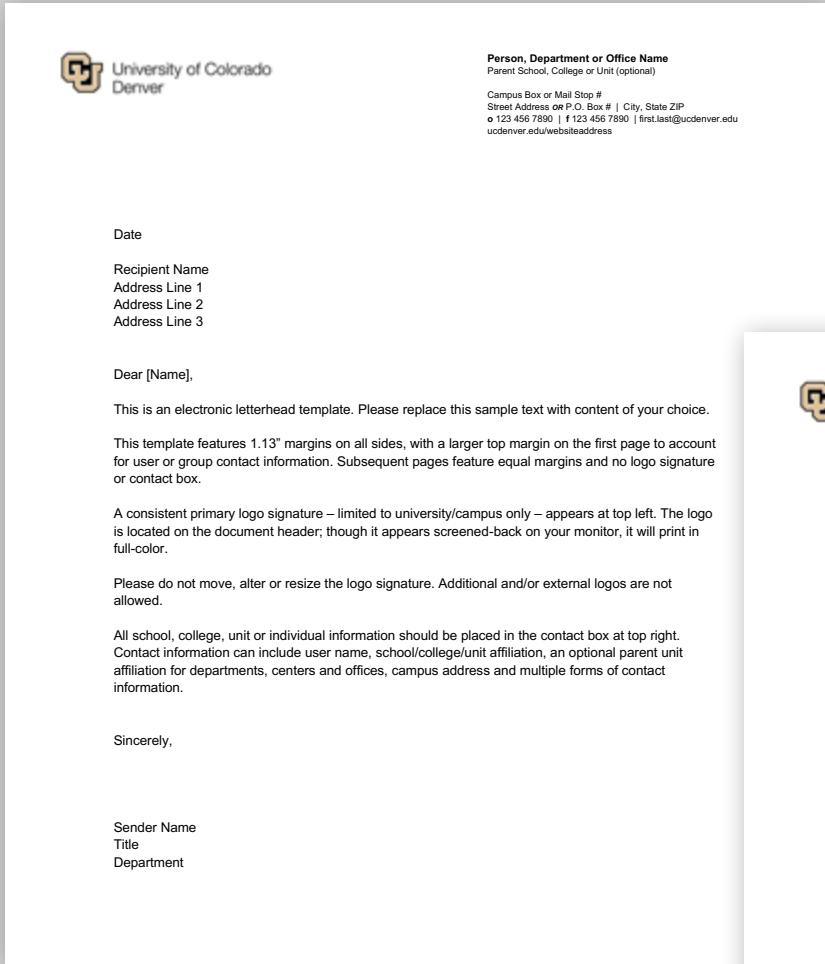 University of Colorado
Denver
Person, Department or Office Name
Parent School, College or Unit (optional)
Campus Box or Mail Stop #
Street Address OR P.O. Box # | City, State ZIP
o 123 456 7890 | f 123 456 7890 | first.last@ucdenver.edu
ucdenver.edu/websiteaddress
Date
Recipient Name
Address Line 1
Address Line 2
Address Line 3
Dear [Name],
This is an electronic letterhead template. Please replace this sample text with content of your choice.
This template features 1.13” margins on all sides, with a larger top margin on the first page to account
for user or group contact information. Subsequent pages feature equal margins and no logo signature
or contact box.
A consistent primary logo signature – limited to university/campus only – appears at top left. The logo
is located on the document header; though it appears screened-back on your monitor, it will print in
full-color.
Please do not move, alter or resize the logo signature. Additional and/or external logos are not
allowed.
All school, college, unit or individual information should be placed in the contact box at top right.
Contact information can include user name, school/college/unit affiliation, an optional parent unit
affiliation for departments, centers and offices, campus address and multiple forms of contact
information.
Sincerely,
Sender Name
Title
Department